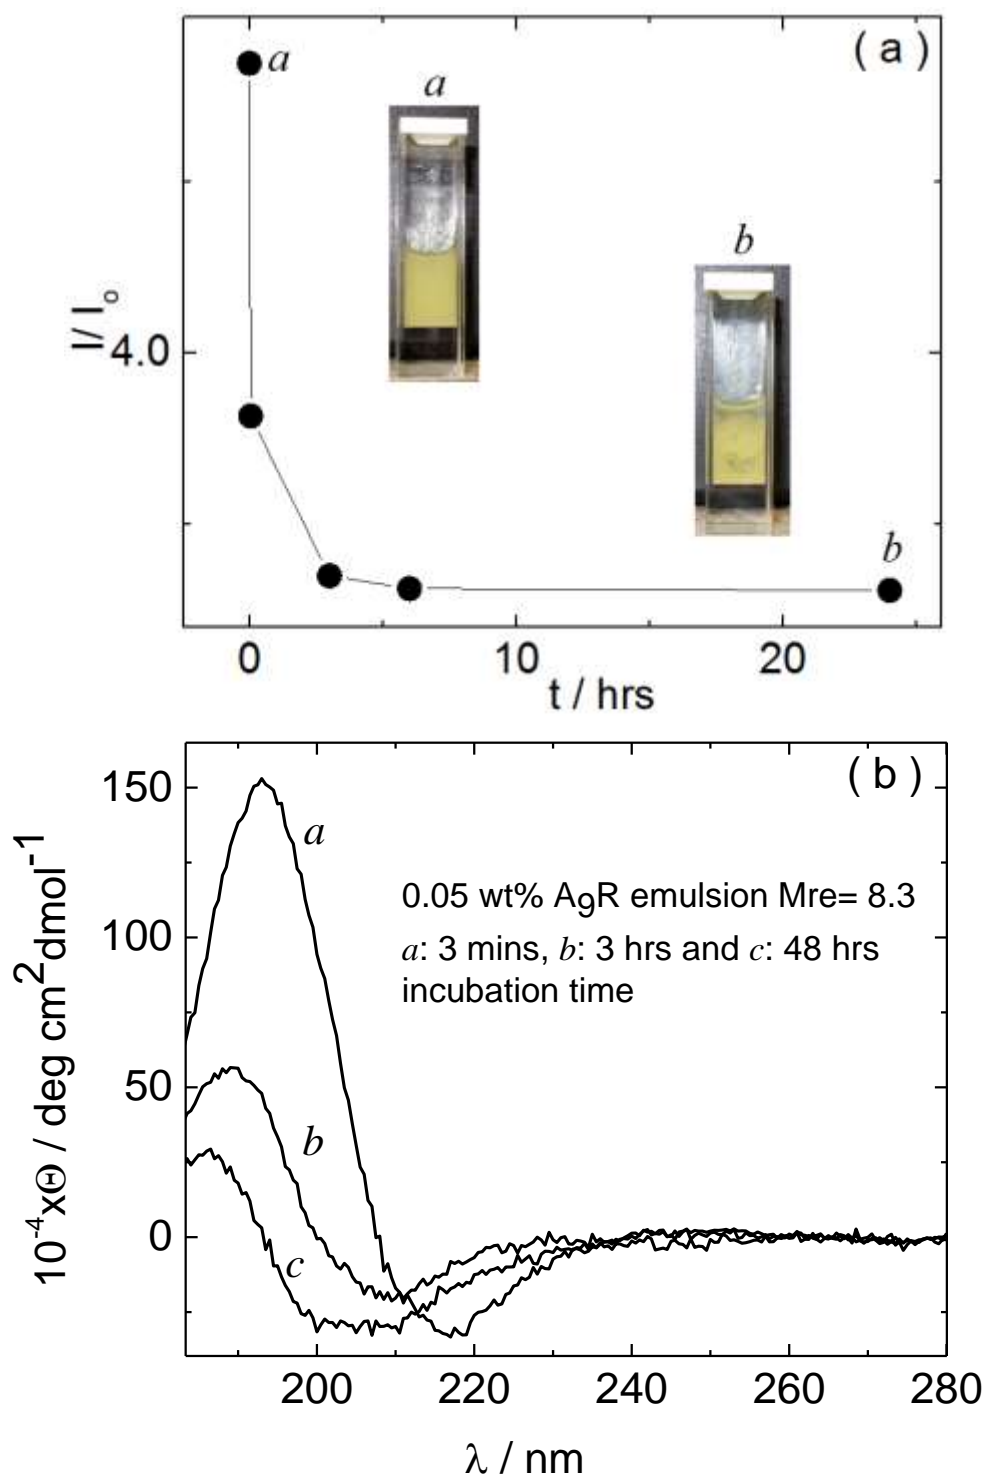 ( a )
a
a
b
b
I/ Iₒ
4.0
0 10 20
t / hrs
( b )
150
100
50
0
10⁻⁴xΘ / deg cm²dmol⁻¹
a
b
c
0.05 wt% A₉R emulsion Mre= 8.3
a: 3 mins, b: 3 hrs and c: 48 hrs
incubation time
200 220 240 260 280
λ / nm